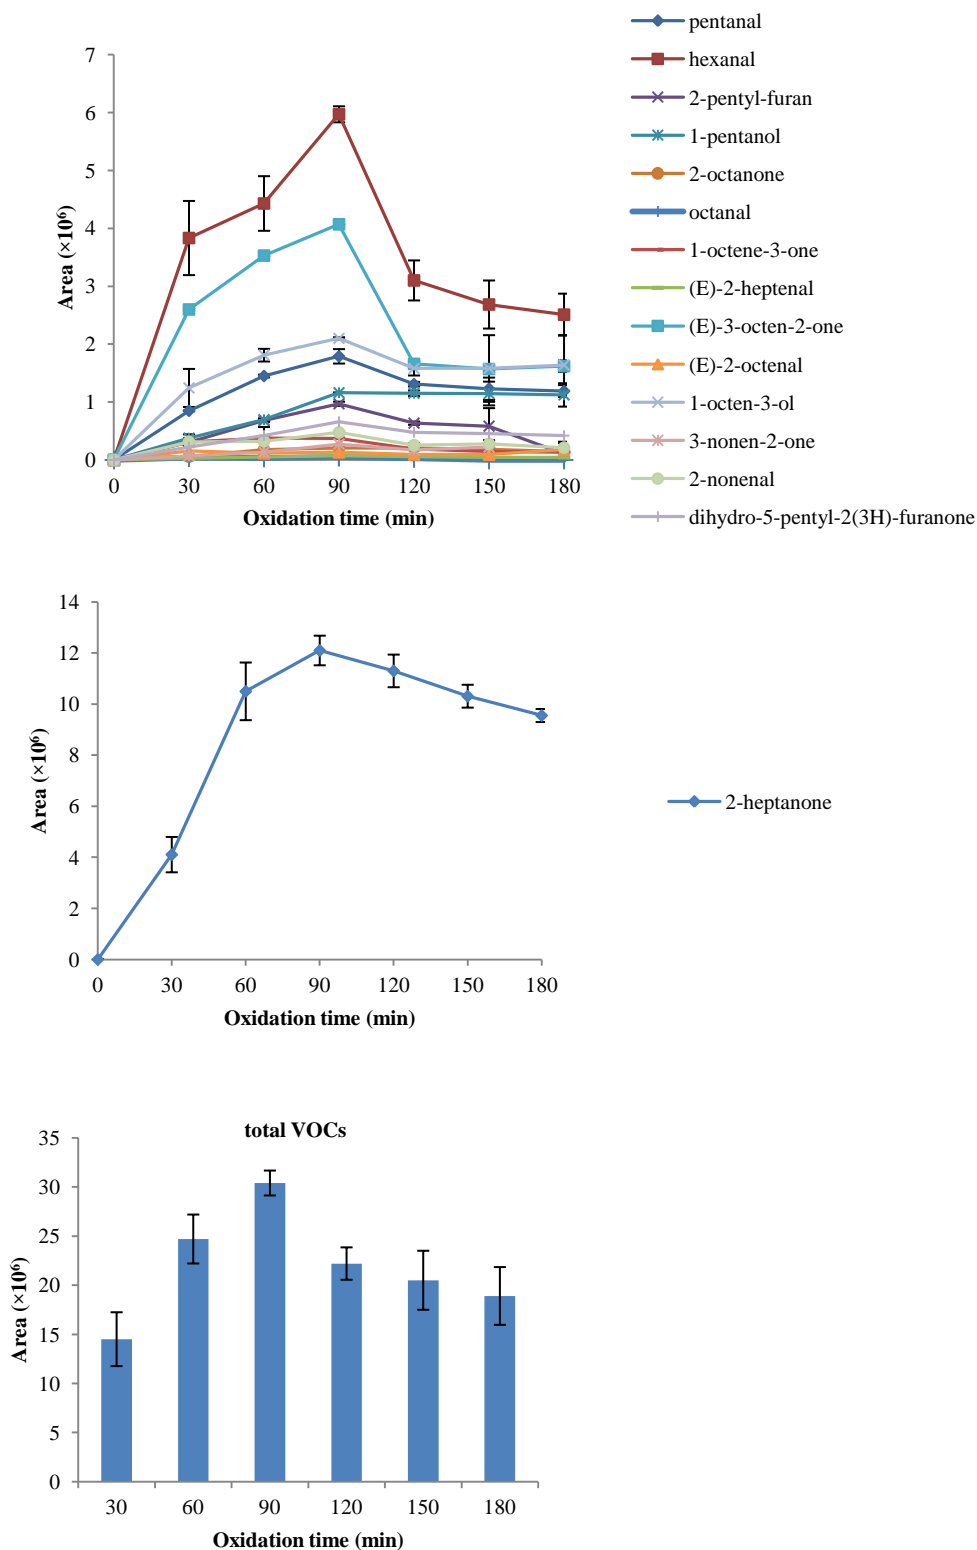 pentanal
hexanal
2-pentyl-furan
1-pentanol
2-octanone
octanal
1-octene-3-one
(E)-2-heptenal
(E)-3-octen-2-one
(E)-2-octenal
1-octen-3-ol
3-nonen-2-one
2-nonenal
dihydro-5-pentyl-2(3H)-furanone
7
6
5
4
3
2
1
0
Area (×10⁶)
0 30 60 90 120 150 180
Oxidation time (min)
14
12
10
8
6
4
2
0
Area (×10⁶)
0 30 60 90 120 150 180
Oxidation time (min)
2-heptanone
total VOCs
35
30
25
20
15
10
5
0
Area (×10⁶)
30 60 90 120 150 180
Oxidation time (min)